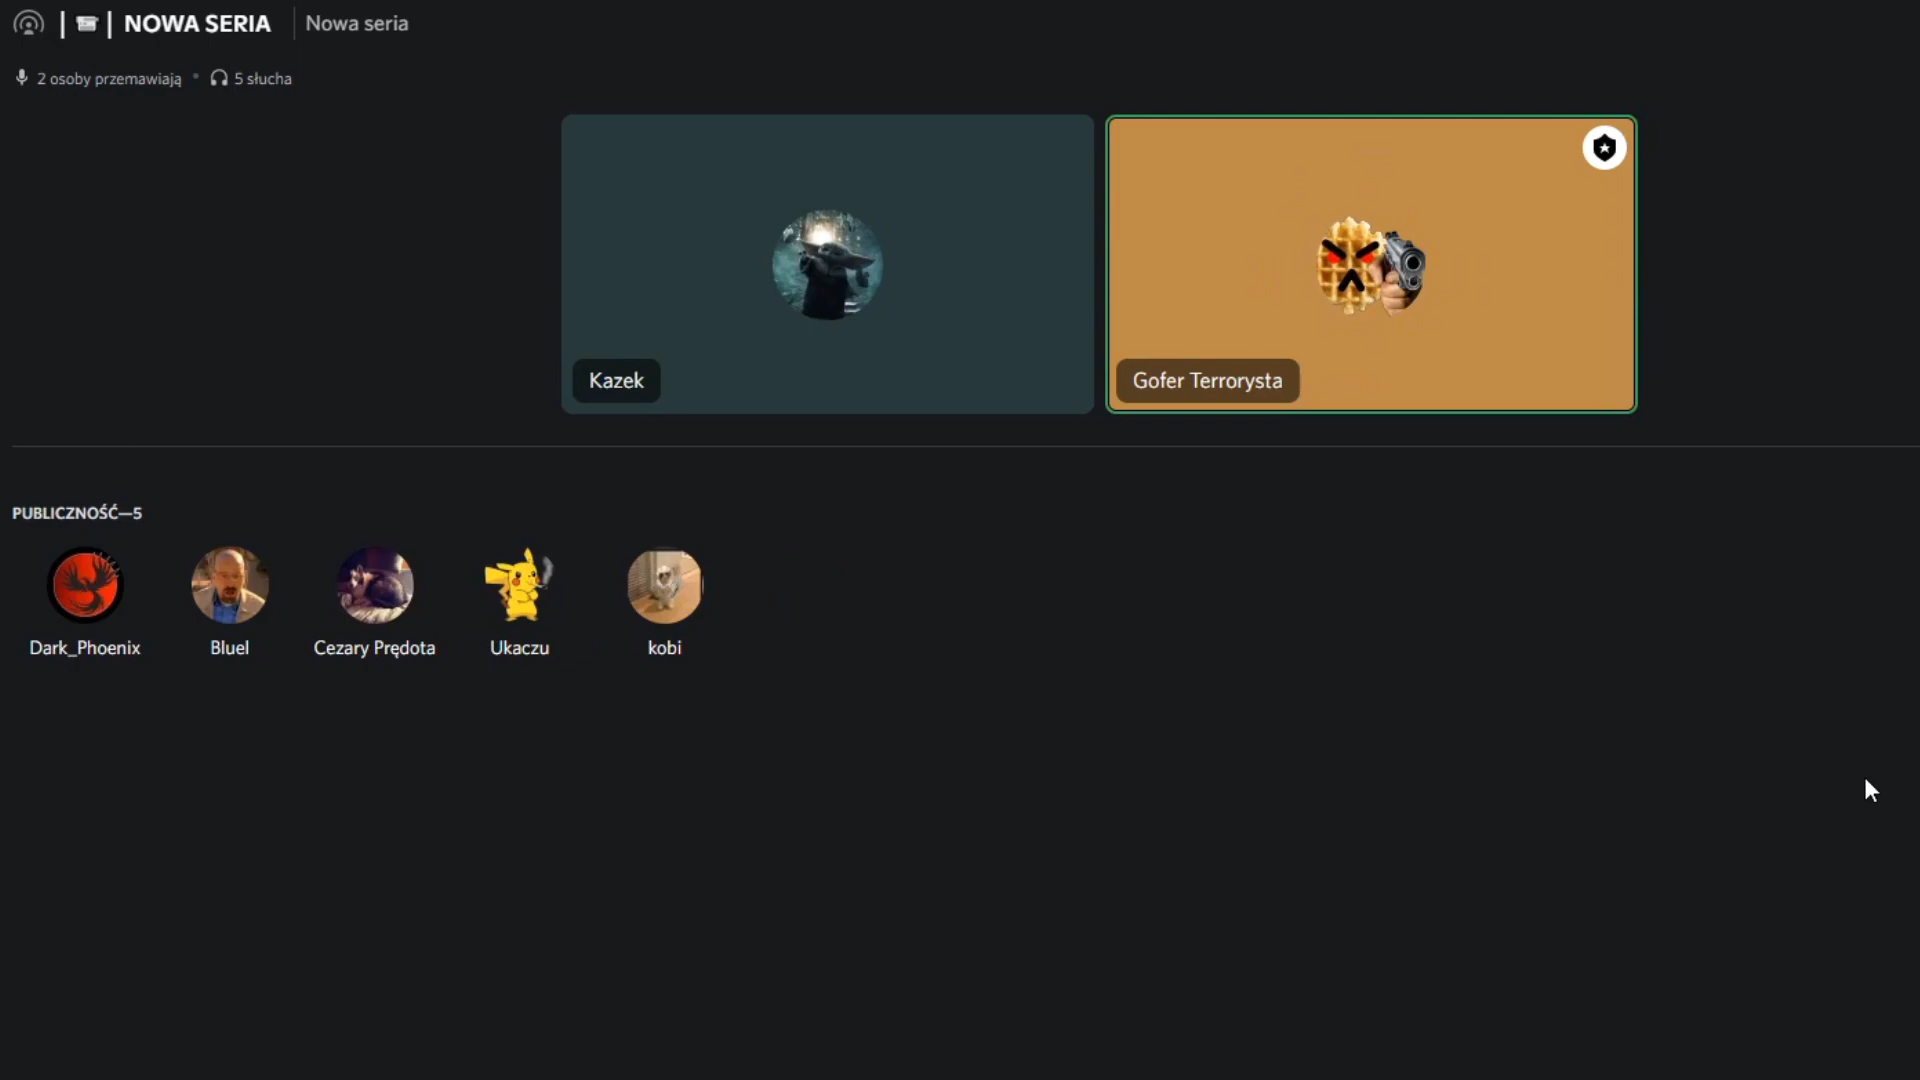 | | NOWA SERIA Nowa seria
2 osoby przemawiają • 5 słucha
Kazek
Gofer Terrorysta
PUBLICZNOŚĆ—5
Dark_Phoenix Bluel Cezary Prędota Ukaczu kobi